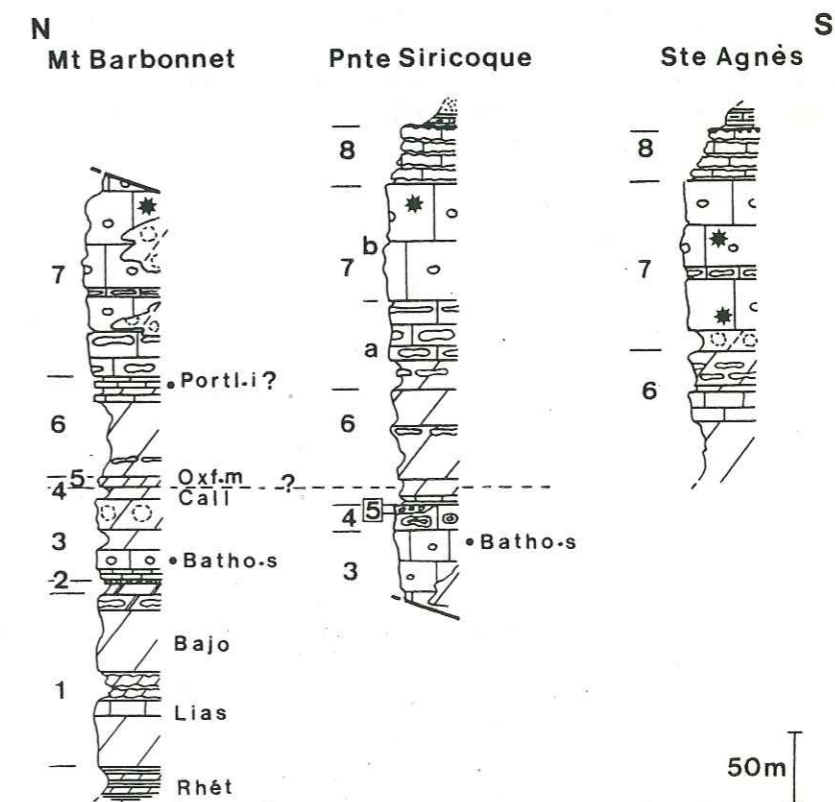 N
S
Mt Barbonnet
Pnte Siricoque
Ste Agnès
8
8
b
7
7
7
a
Portl.i?
6
6
6
5
Oxf.m
?
4
Call
5
4
3
Batho.s
Batho.s
3
2
Bajo
1
Lias
50m
Rhét